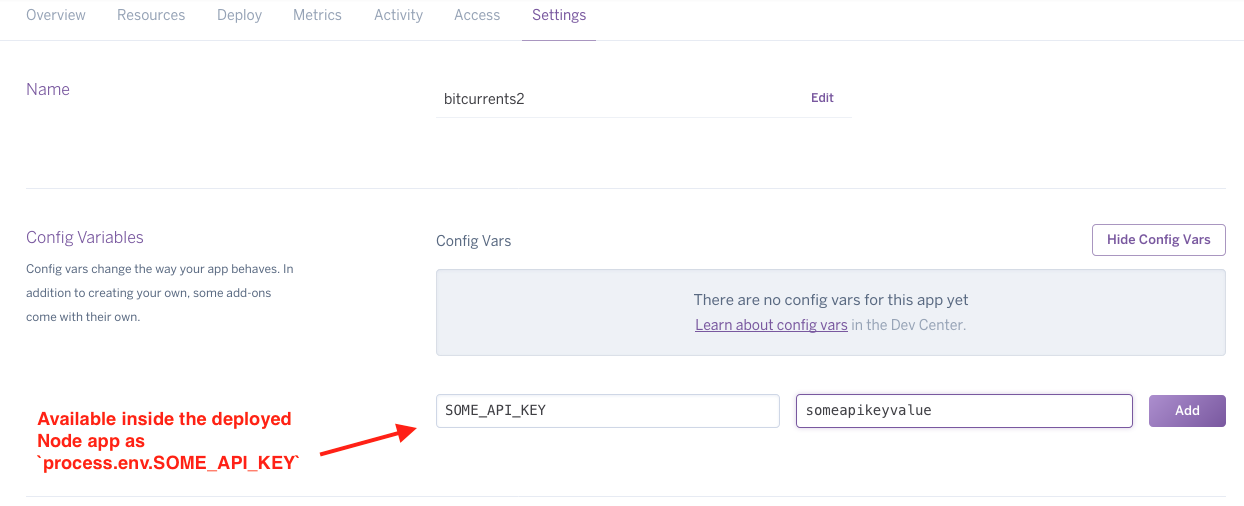 Overview Resources Deploy Metrics Activity Access Settings
Name
bitcurrents2 Edit
Config Variables
Config vars change the way your app behaves. In
addition to creating your own, some add-ons
come with their own.
Config Vars Hide Config Vars
There are no config vars for this app yet
Learn about config vars in the Dev Center.
Available inside the deployed
Node app as
`process.env.SOME_API_KEY`
SOME_API_KEY someapikeyvalue Add